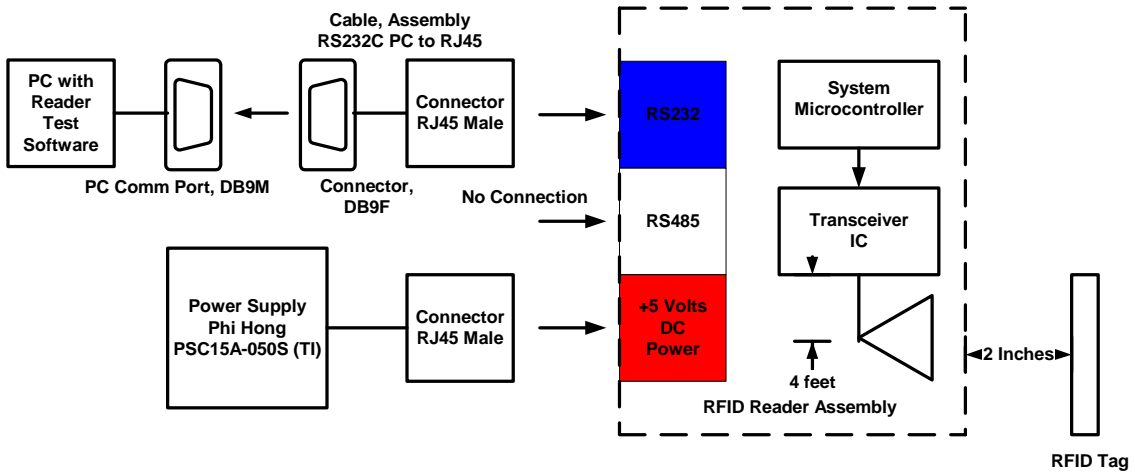 Cable, Assembly
RS232C PC to RJ45
PC with
Reader
Test
Software
Connector
RJ45 Male
RS232
System
Microcontroller
PC Comm Port, DB9M
Connector,
DB9F
No Connection
RS485
Transceiver
IC
Power Supply
Phi Hong
PSC15A-050S (TI)
Connector
RJ45 Male
+5 Volts
DC
Power
4 feet
RFID Reader Assembly
2 Inches
RFID Tag